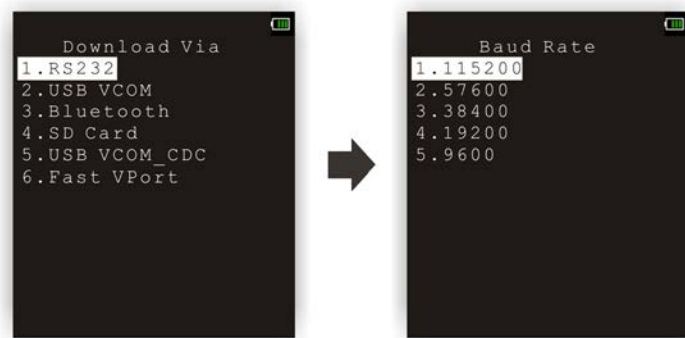 Download Via
1.RS232
2.USB VCOM
3.Bluetooth
4.SD Card
5.USB VCOM_CDC
6.Fast VPort
Baud Rate
1.115200
2.57600
3.38400
4.19200
5.9600